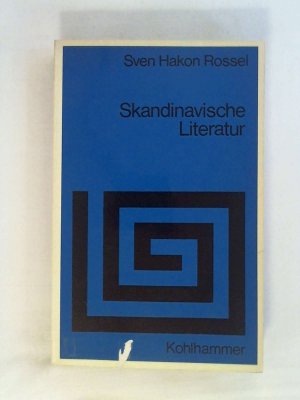 Sven Hakon Rossel
Skandinavische
Literatur
Kohlhammer